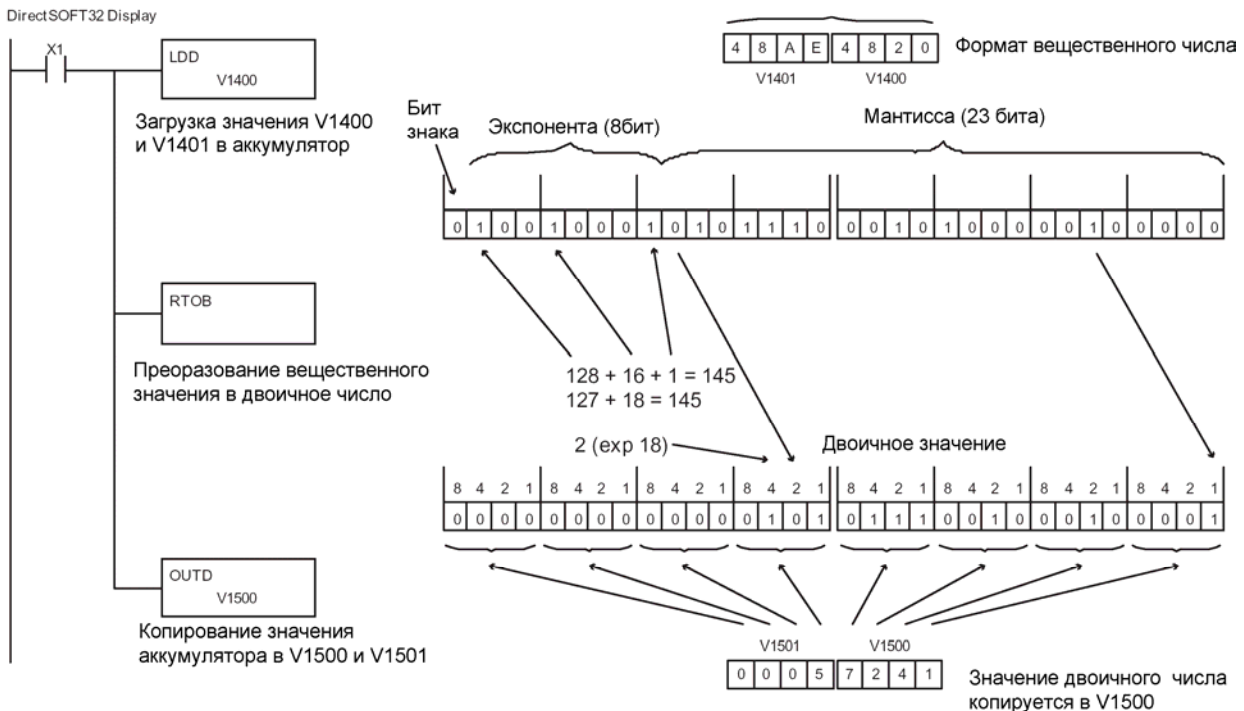 DirectSOFT32 Display
X1
LDD
V1400
Загрузка значения V1400
и V1401 в аккумулятор
4 8 A E 4 8 2 0
V1401 V1400
Формат вещественного числа
Бит
знака
Экспонента (8бит)
Мантисса (23 бита)
0 1 0 0 1 0 0 0 1 0 1 0 1 1 1 0 0 0 1 0 1 0 0 0 0 0 1 0 0 0 0 0
RTOB
Преоразование вещественного
значения в двоичное число
128 + 16 + 1 = 145
127 + 18 = 145
2 (exp 18)
Двоичное значение
8 4 2 1 8 4 2 1 8 4 2 1 8 4 2 1 8 4 2 1 8 4 2 1 8 4 2 1 8 4 2 1
0 0 0 0 0 0 0 0 0 0 0 0 0 1 0 1 0 1 1 1 0 0 1 0 0 0 1 0 0 0 0 1
OUTD
V1500
Копирование значения
аккумулятора в V1500 и V1501
V1501 V1500
0 0 0 5 7 2 4 1
Значение двоичного числа
копируется в V1500